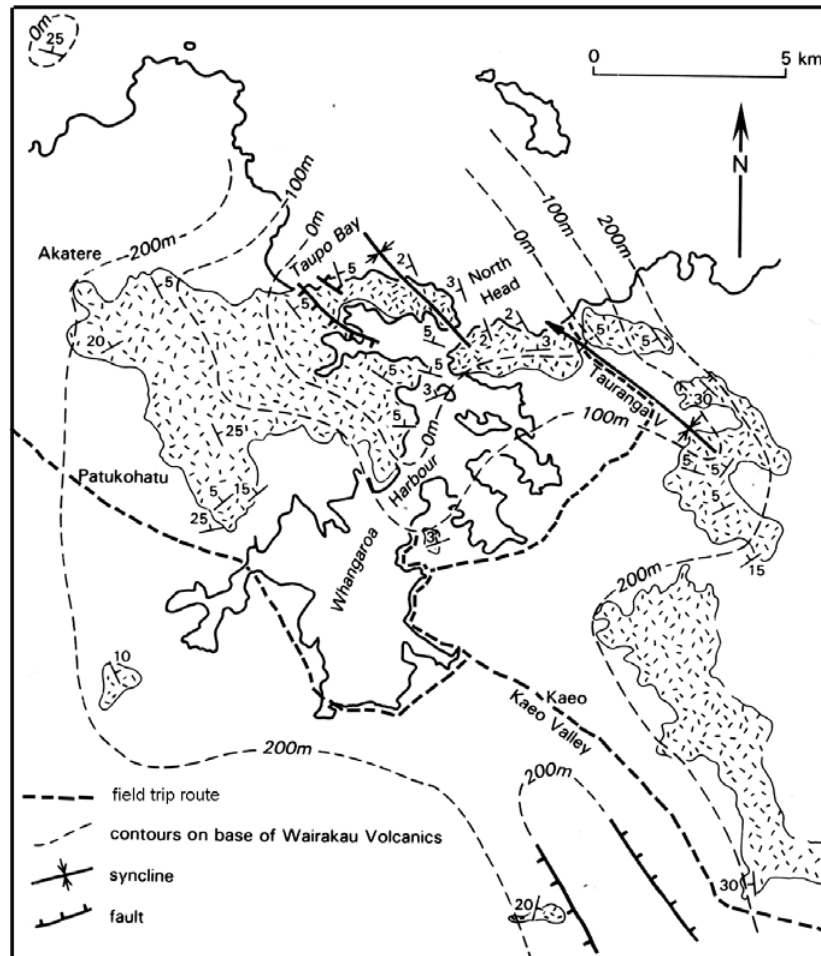 0m
25
0
5 km
N
100m
200m
0m
Taupo Bay
Akatere
200m
100m
0m
North
Head
5
5
2
3
5
20
5
2
2
3
5
5
5
5
3
5
Tauranga V
30
100m
25
0m
5
5
5
Patukohatu
5
15
25
Harbour
Whangaroa
3
15
200m
10
Kaeo
Kaeo Valley
200m
200m
20
30
field trip route
contours on base of Wairakau Volcanics
syncline
fault